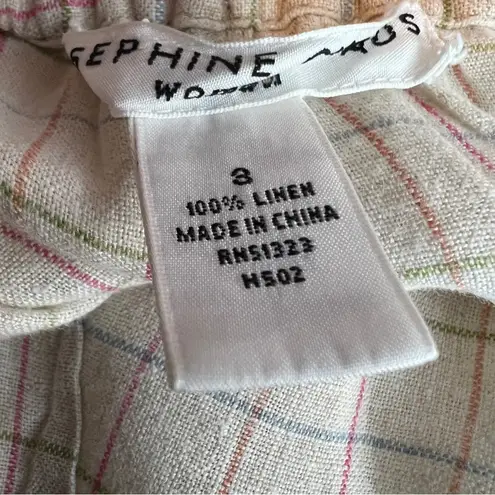 SEPHINE
WOMAN
3
100% LINEN
MADE IN CHINA
RN51323
H502